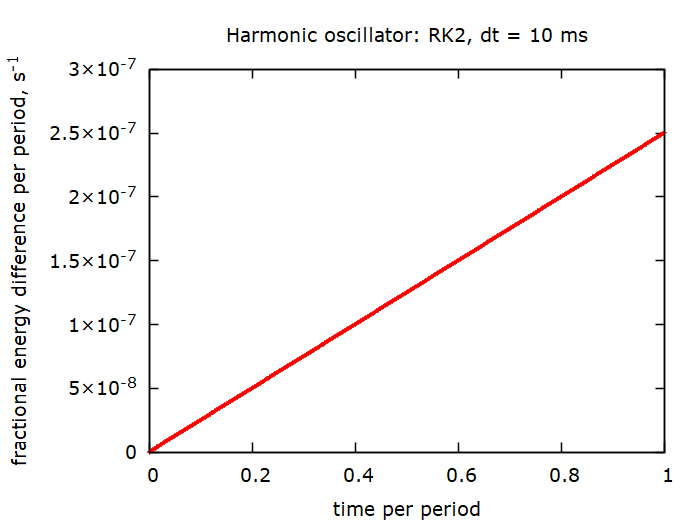 Harmonic oscillator: RK2, dt = 10 ms
fractional energy difference per period, s⁻¹
3×10⁻⁷
2.5×10⁻⁷
2×10⁻⁷
1.5×10⁻⁷
1×10⁻⁷
5×10⁻⁸
0
0 0.2 0.4 0.6 0.8 1
time per period